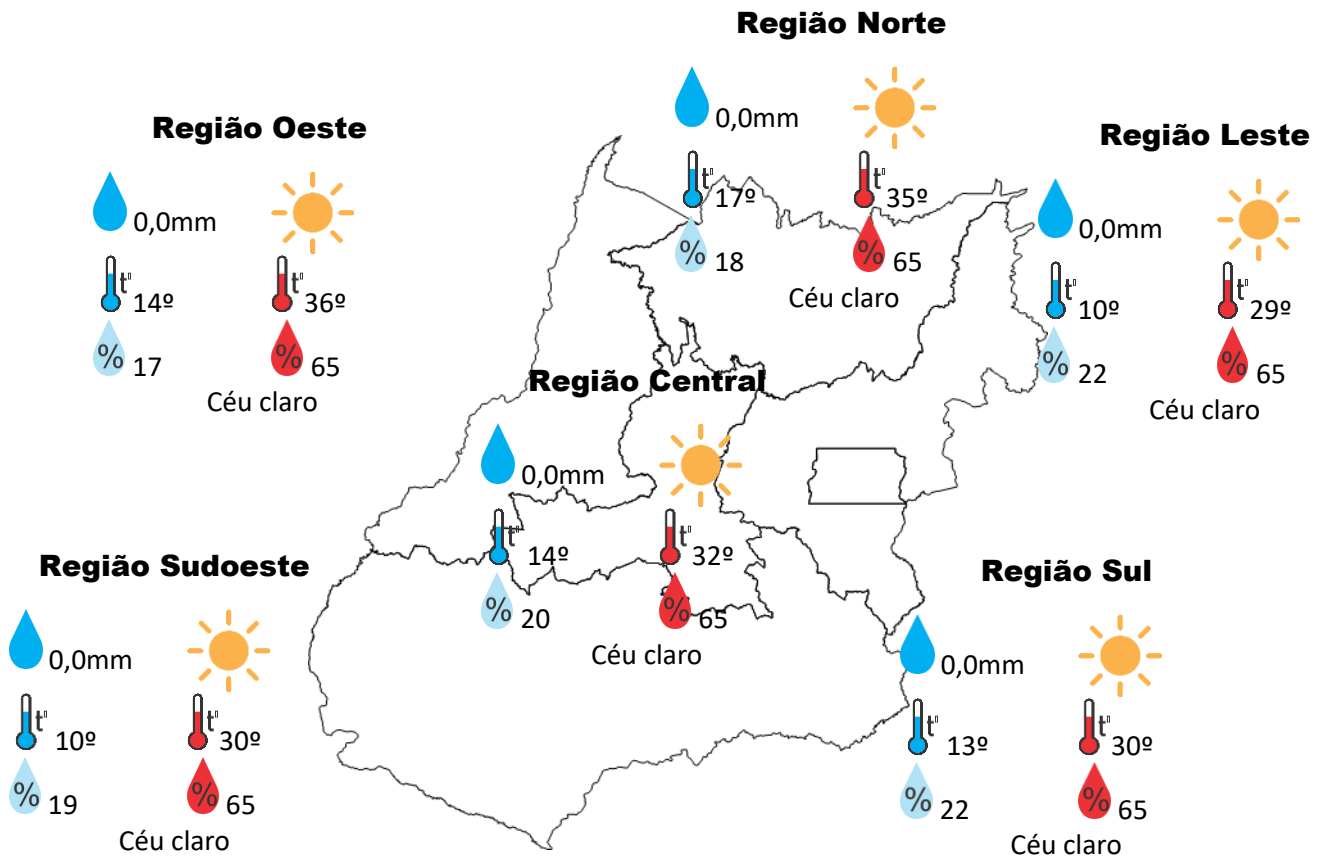 Região Norte
0,0mm
t°
17º
t°
35º
%
18
%
65
Céu claro
Região Oeste
0,0mm
t°
14º
t°
36º
%
17
%
65
Céu claro
Região Leste
0,0mm
t°
10º
t°
29º
%
22
%
65
Céu claro
Região Central
0,0mm
t°
14º
t°
32º
%
20
%
65
Céu claro
Região Sudoeste
0,0mm
t°
10º
t°
30º
%
19
%
65
Céu claro
Região Sul
0,0mm
t°
13º
t°
30º
%
22
%
65
Céu claro